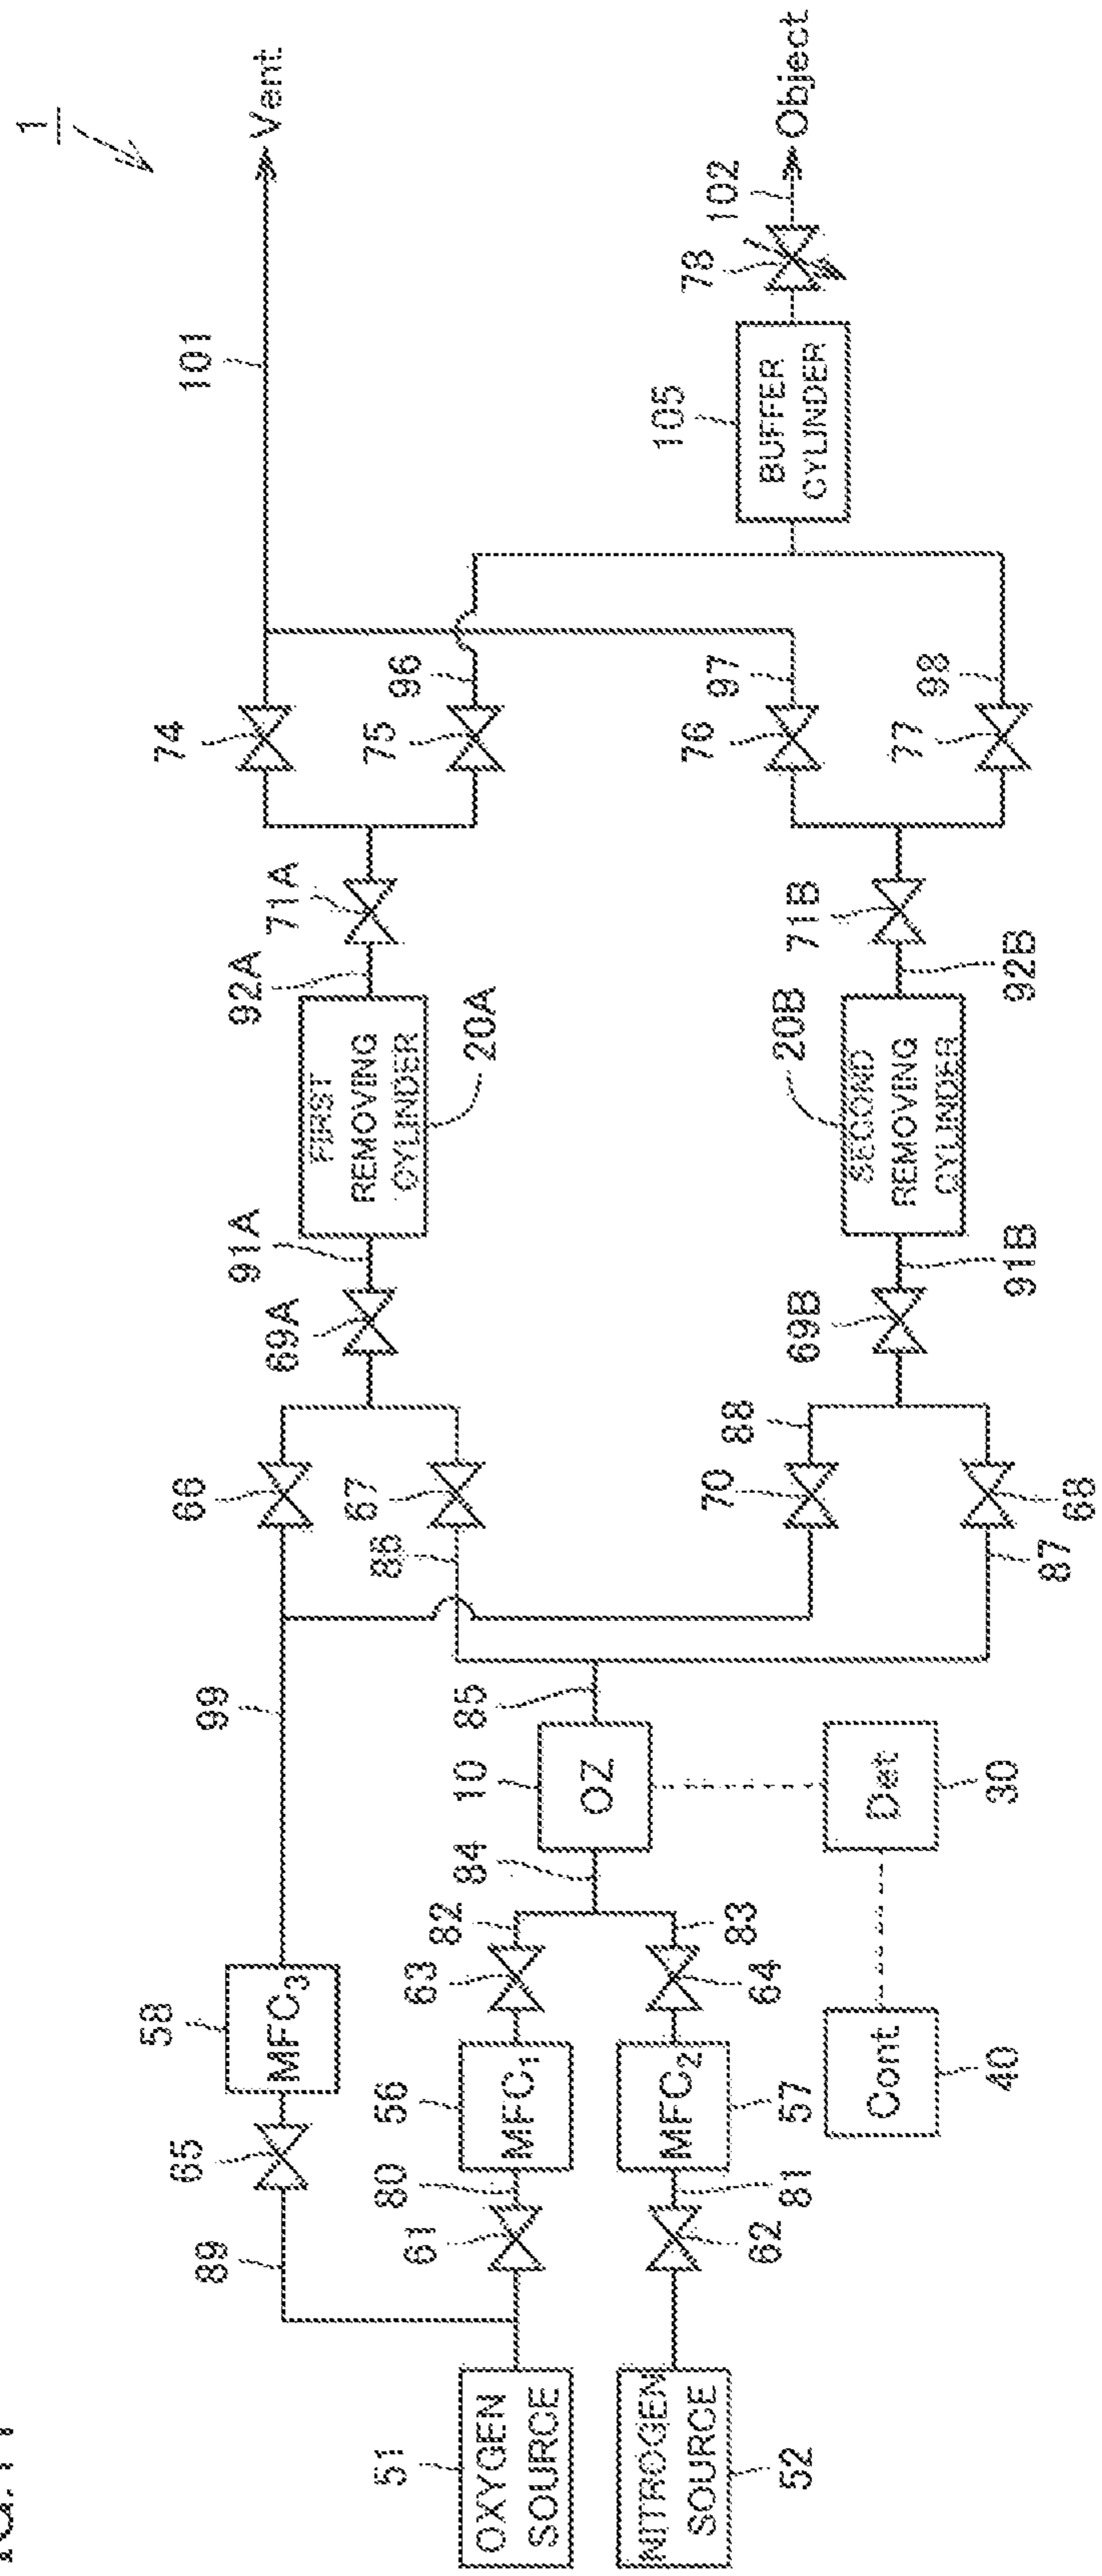 1
Vent
101
Object
102
78
105
BUFFER
CYLINDER
74
75
96
76
97
77
98
71A
92A
71B
92B
FIRST
REMOVING
CYLINDER
20A
SECOND
REMOVING
CYLINDER
20B
91A
69A
91B
69B
66
67
86
88
70
68
87
99
85
10
OZ
84
Det
30
Cont
40
58
MFC3
65
89
82
63
83
64
56
MFC1
80
61
MFC2
57
81
62
51
OXYGEN
SOURCE
NITROGEN
SOURCE
52